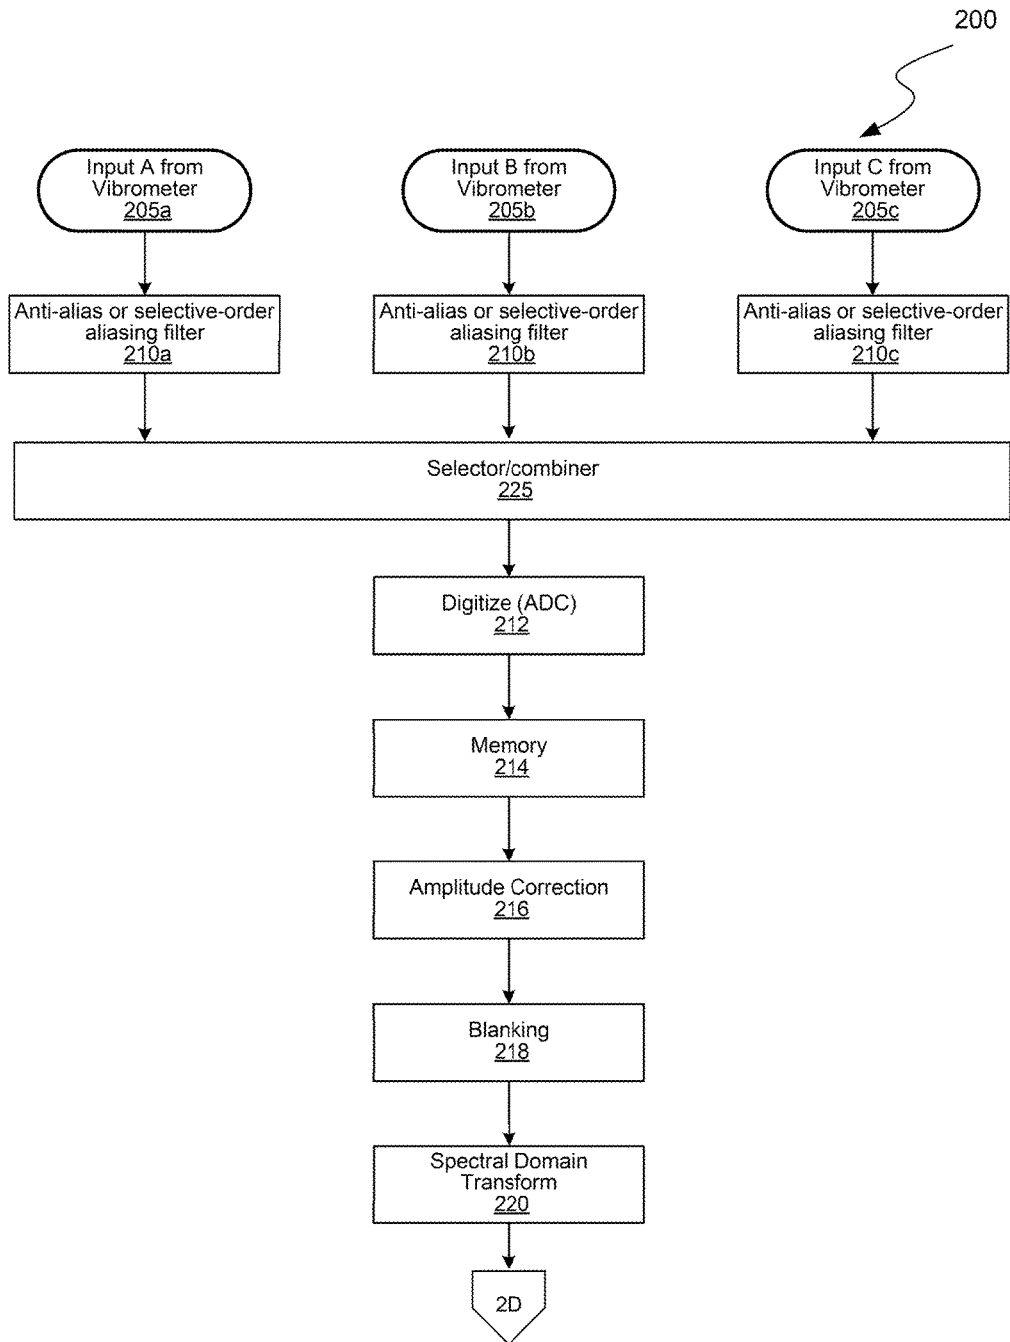 200
Input A from
Vibrometer
205a
Input B from
Vibrometer
205b
Input C from
Vibrometer
205c
Anti-alias or selective-order
aliasing filter
210a
Anti-alias or selective-order
aliasing filter
210b
Anti-alias or selective-order
aliasing filter
210c
Selector/combiner
225
Digitize (ADC)
212
Memory
214
Amplitude Correction
216
Blanking
218
Spectral Domain
Transform
220
2D